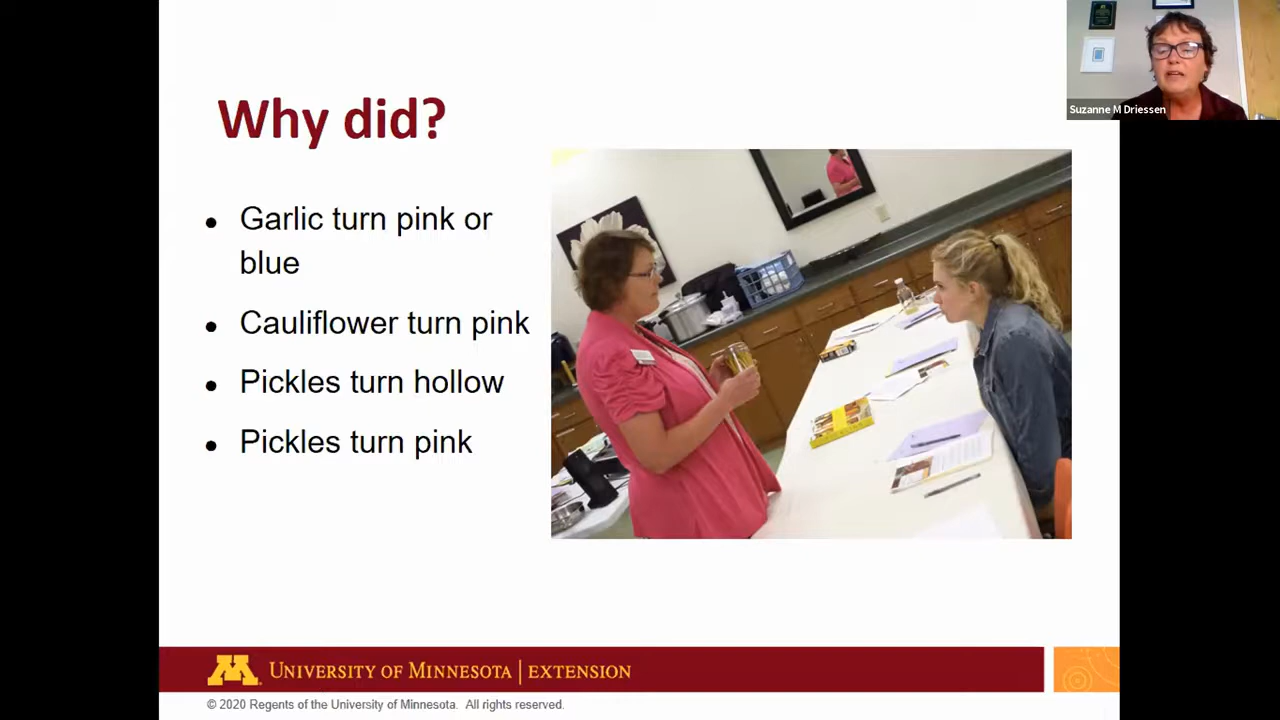 Why did?
Suzanne M Driessen
• Garlic turn pink or
blue
• Cauliflower turn pink
• Pickles turn hollow
• Pickles turn pink
M UNIVERSITY OF MINNESOTA | EXTENSION
© 2020 Regents of the University of Minnesota. All rights reserved.